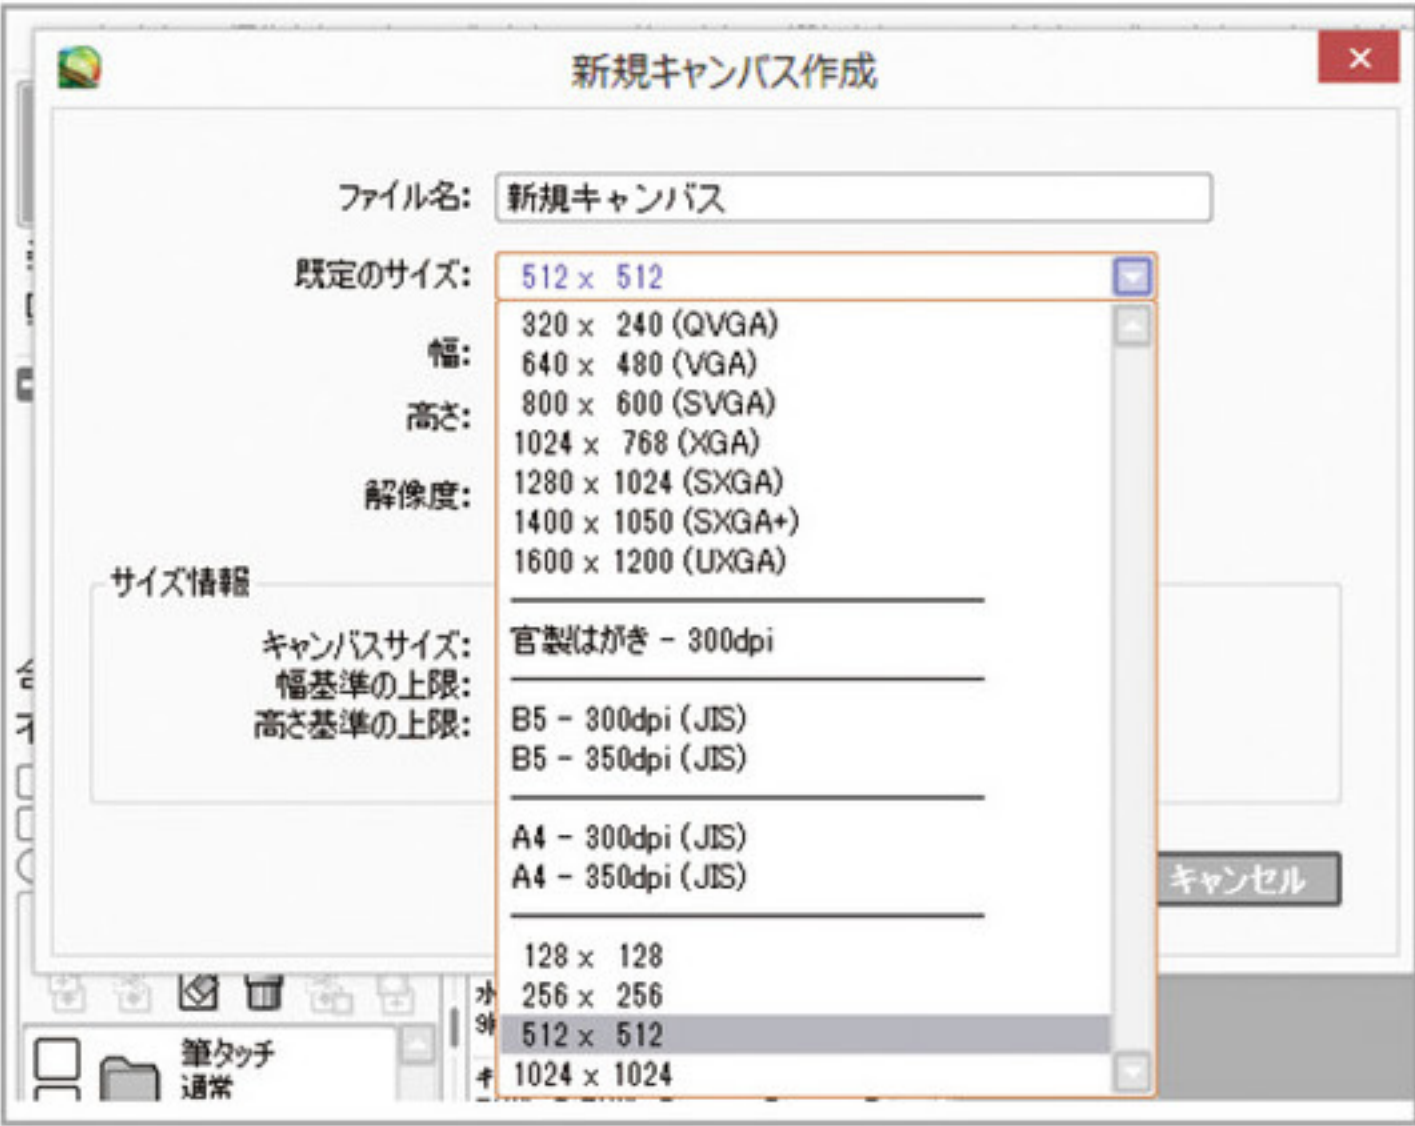 新規キャンバス作成
ファイル名: 新規キャンバス
既定のサイズ: 512 x 512
幅:
高さ:
解像度:
320 x 240 (QVGA)
640 x 480 (VGA)
800 x 600 (SVGA)
1024 x 768 (XGA)
1280 x 1024 (SXGA)
1400 x 1050 (SXGA+)
1600 x 1200 (UXGA)
官製はがき - 300dpi
B5 - 300dpi (JIS)
B5 - 350dpi (JIS)
A4 - 300dpi (JIS)
A4 - 350dpi (JIS)
128 x 128
256 x 256
512 x 512
1024 x 1024
サイズ情報
キャンバスサイズ:
幅基準の上限:
高さ基準の上限:
キャンセル
筆タッチ
通常